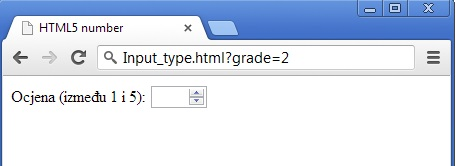 HTML5 number
Input_type.html?grade=2
Ocjena (između 1 i 5):